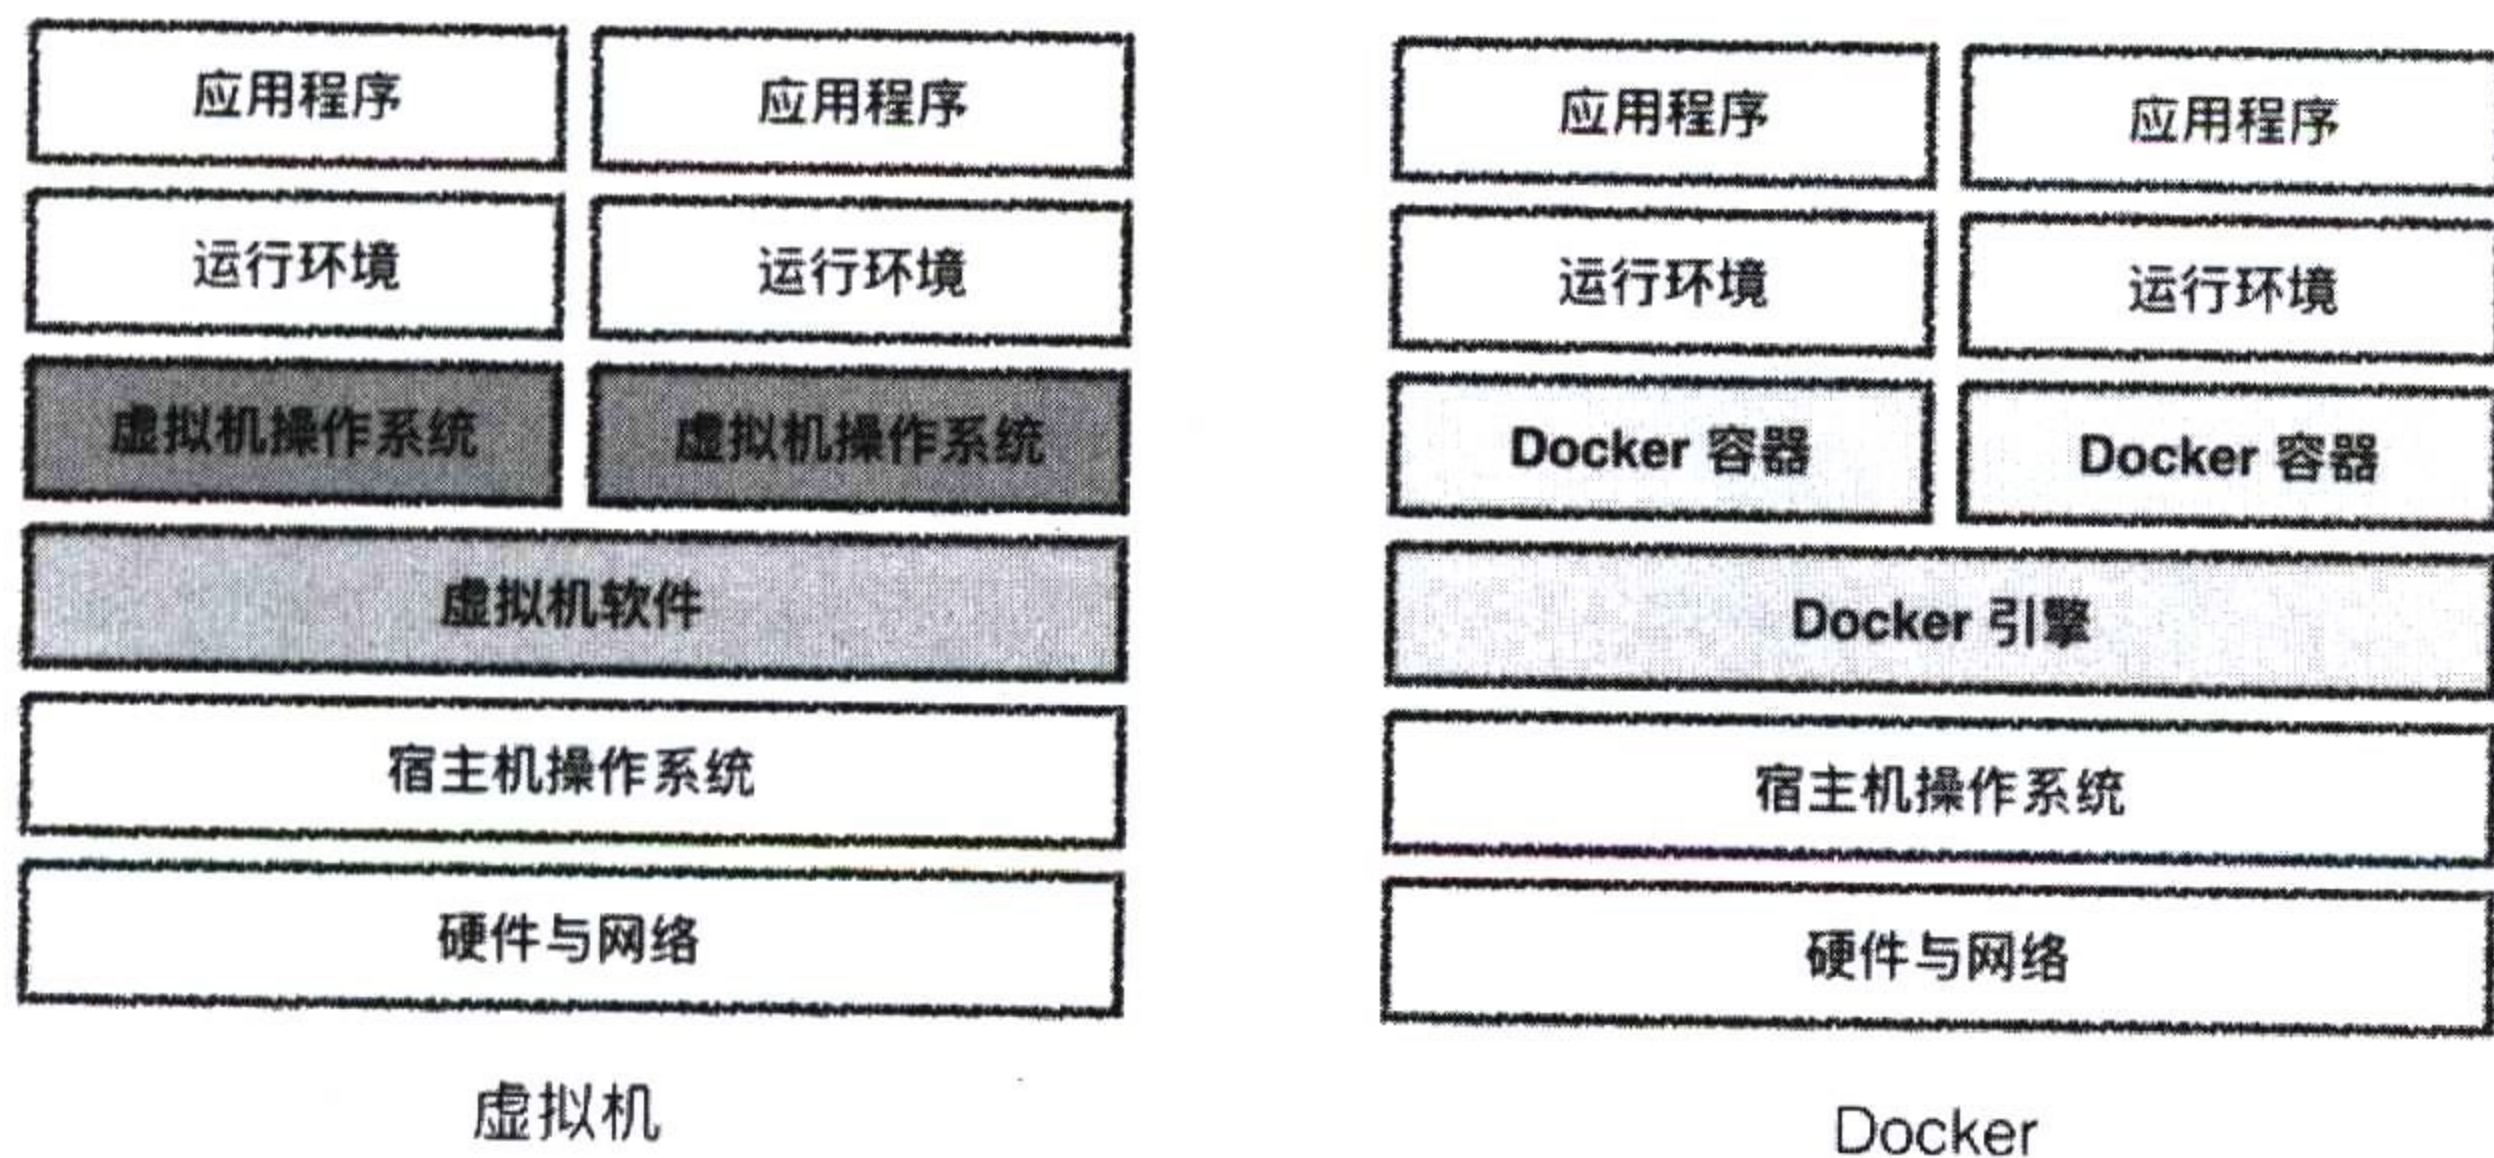 应用程序 应用程序
运行环境 运行环境
虚拟机操作系统 虚拟机操作系统
虚拟机软件
宿主机操作系统
硬件与网络
虚拟机
应用程序 应用程序
运行环境 运行环境
Docker 容器 Docker 容器
Docker 引擎
宿主机操作系统
硬件与网络
Docker